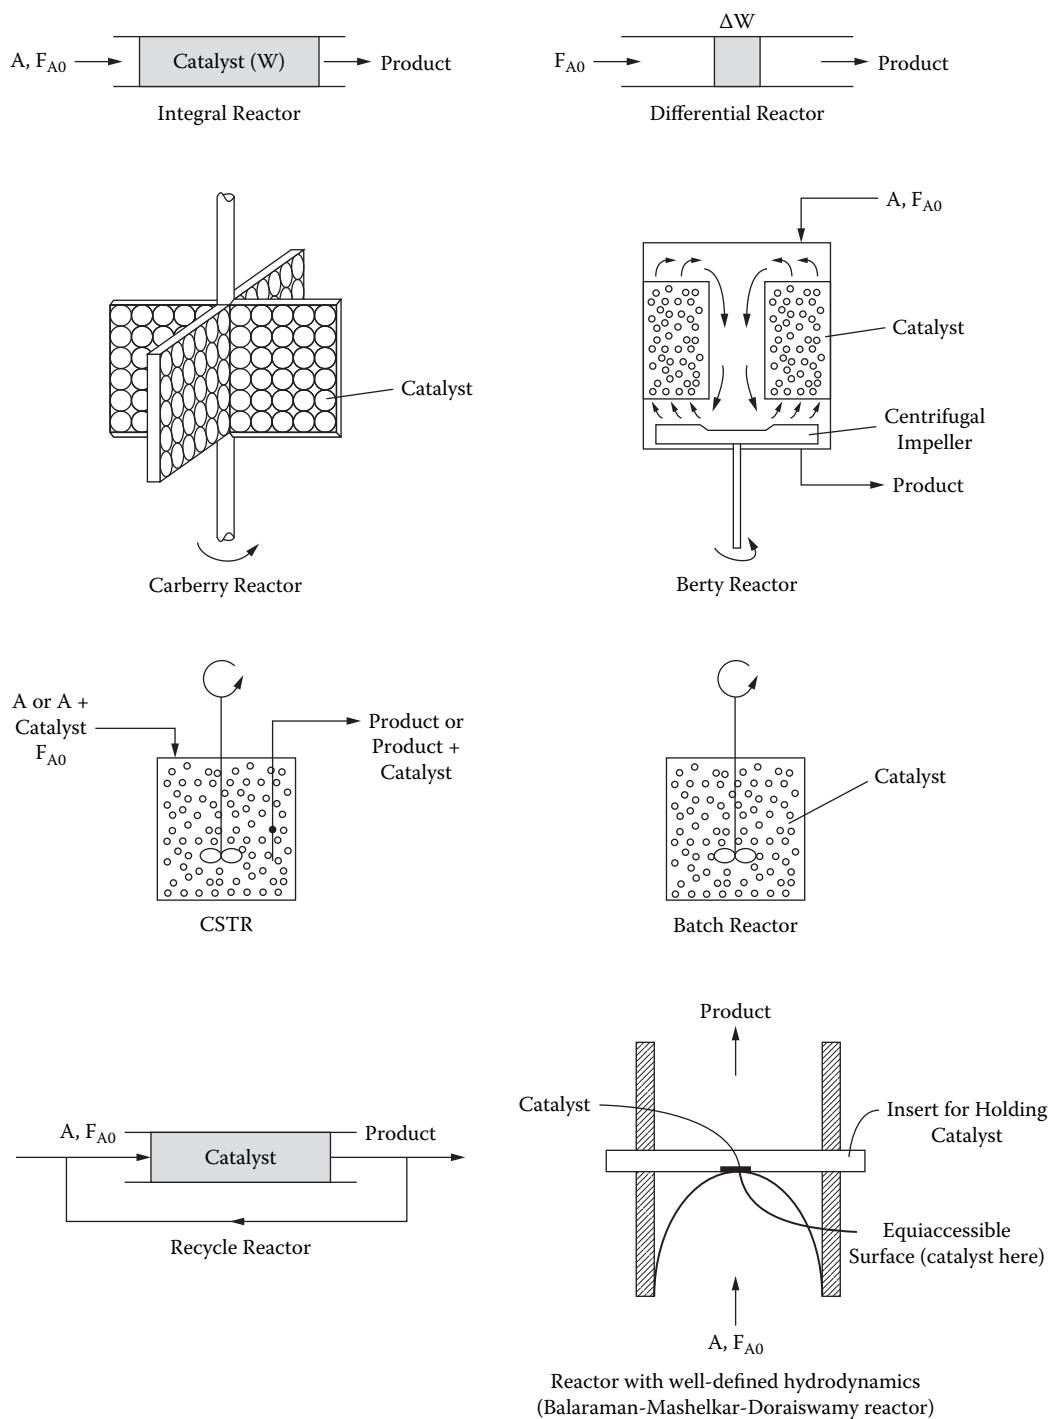 A, F_A0
Catalyst (W)
Product
Integral Reactor
ΔW
F_A0
Product
Differential Reactor
Catalyst
Carberry Reactor
A, F_A0
Catalyst
Centrifugal
Impeller
Product
Berty Reactor
A or A +
Catalyst
F_A0
Product or
Product +
Catalyst
CSTR
Catalyst
Batch Reactor
A, F_A0
Catalyst
Product
Recycle Reactor
Product
Catalyst
Insert for Holding
Catalyst
Equiaccessible
Surface (catalyst here)
A, F_A0
Reactor with well-defined hydrodynamics
(Balaraman-Mashelkar-Doraiswamy reactor)